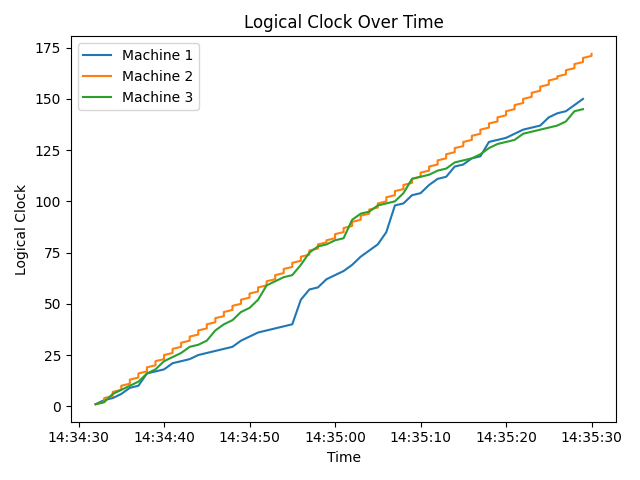 Logical Clock Over Time
Machine 1
Machine 2
Machine 3
Logical Clock
175
150
125
100
75
50
25
0
14:34:30 14:34:40 14:34:50 14:35:00 14:35:10 14:35:20 14:35:30
Time